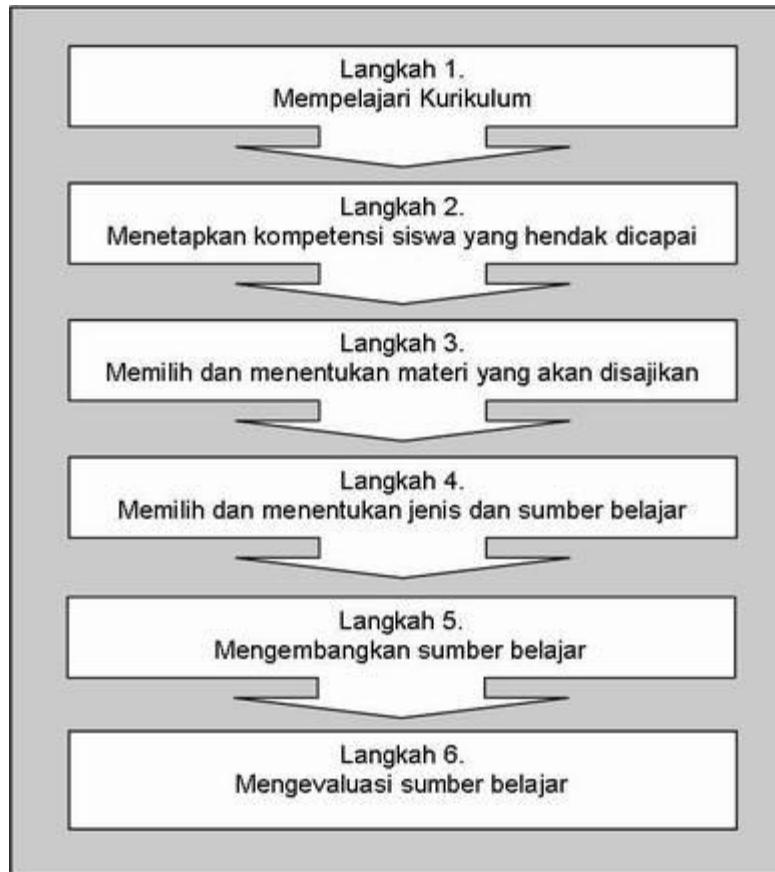 Langkah 1.
Mempelajari Kurikulum
Langkah 2.
Menetapkan kompetensi siswa yang hendak dicapai
Langkah 3.
Memilih dan menentukan materi yang akan disajikan
Langkah 4.
Memilih dan menentukan jenis dan sumber belajar
Langkah 5.
Mengembangkan sumber belajar
Langkah 6.
Mengevaluasi sumber belajar